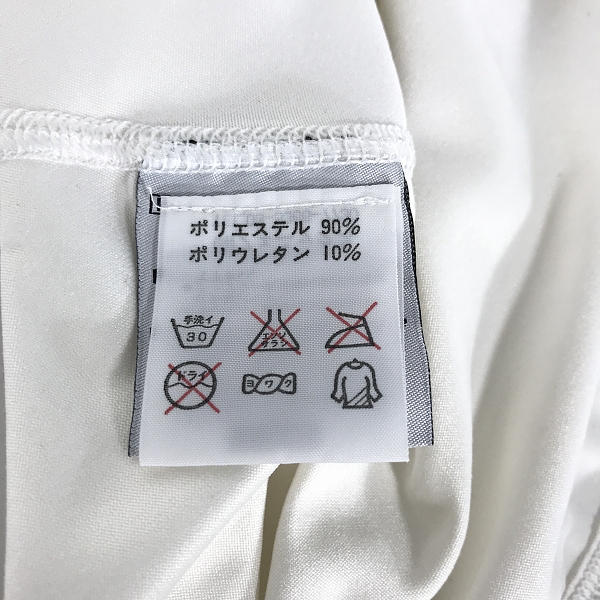 ポリエステル 90%
ポリウレタン 10%
手洗イ
30
エンソ
サラシ
ドライ
ヨワク